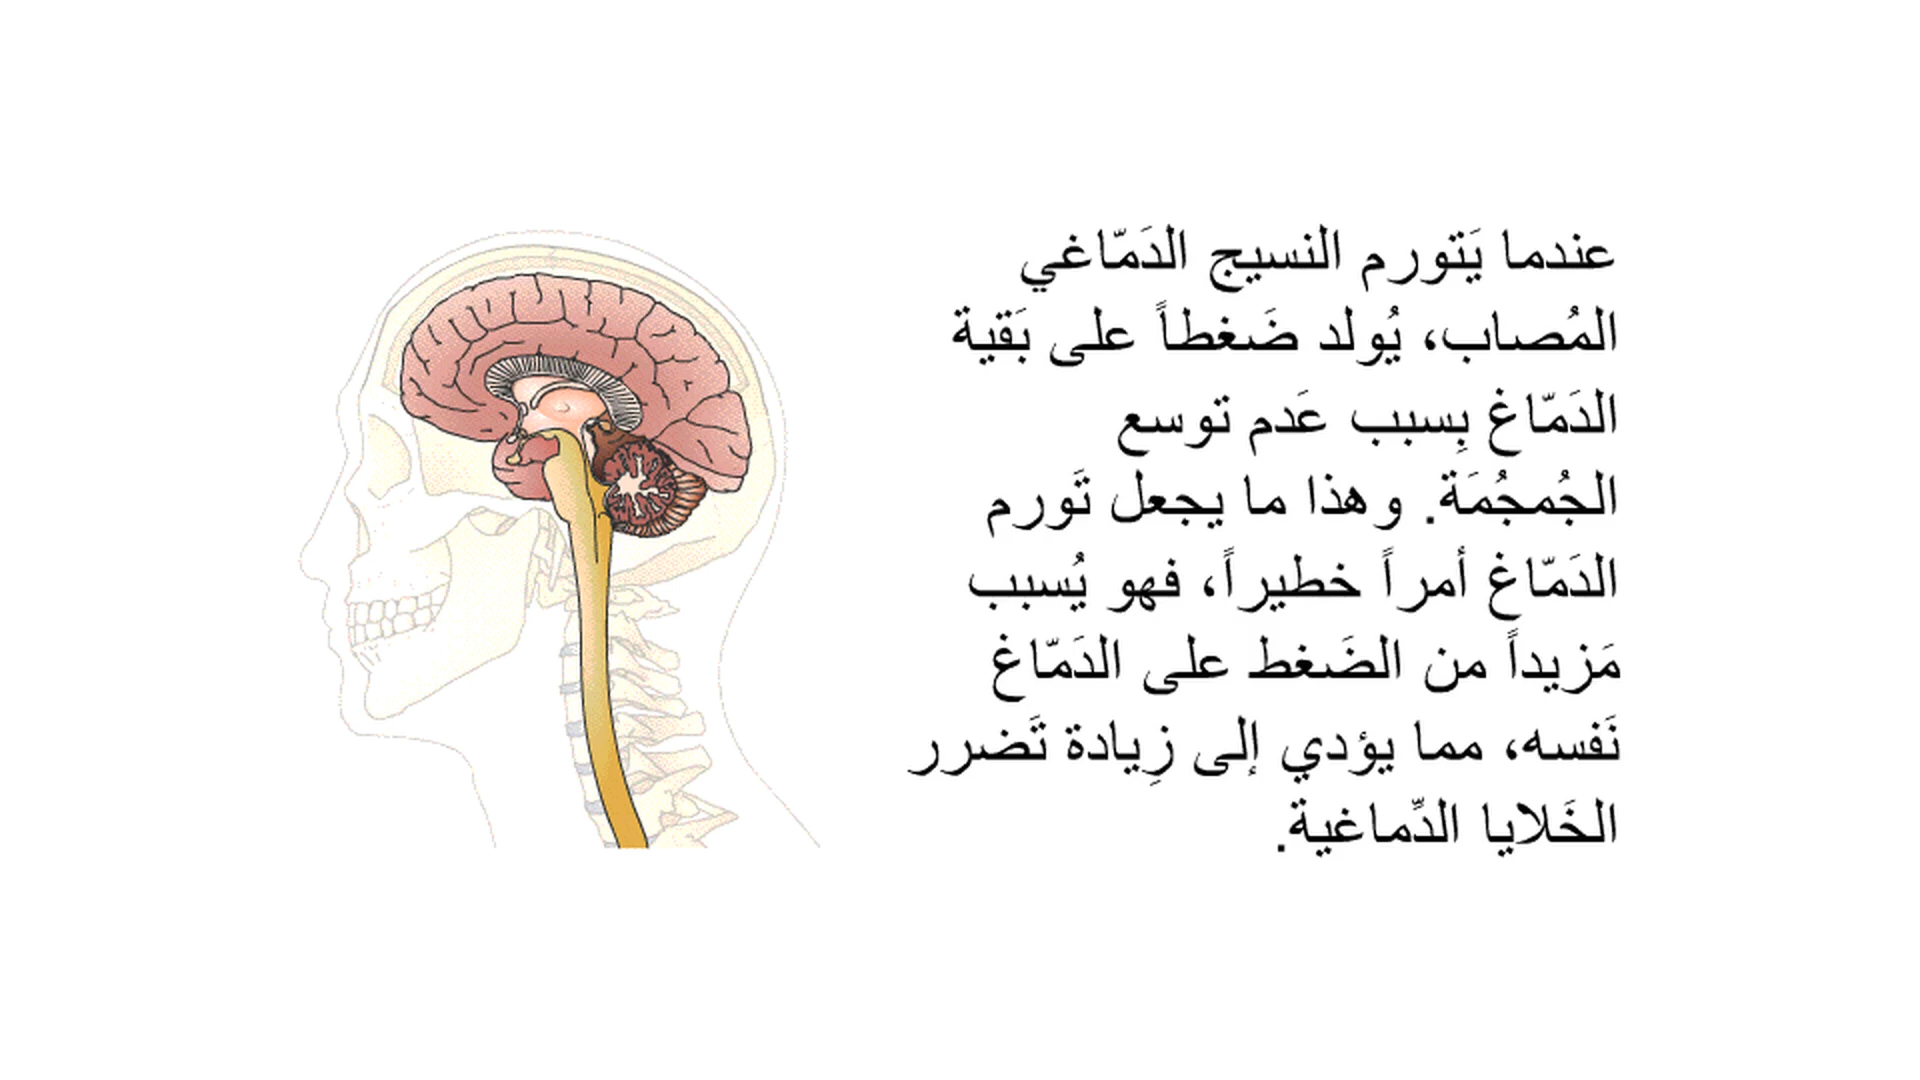 عندما يَتورم النسيج الدَمّاغي
المُصاب، يُولد ضَغطاً على بَقية
الدَمّاغ بِسبب عَدم توسع
الجُمجُمَة. وهذا ما يجعل تَورم
الدَمّاغ أمراً خطيراً، فهو يُسبب
مَزيداً من الضَغط على الدَمّاغ
نَفسه، مما يؤدي إلى زِيادة تَضرر
الخَلايا الدِّماغية.